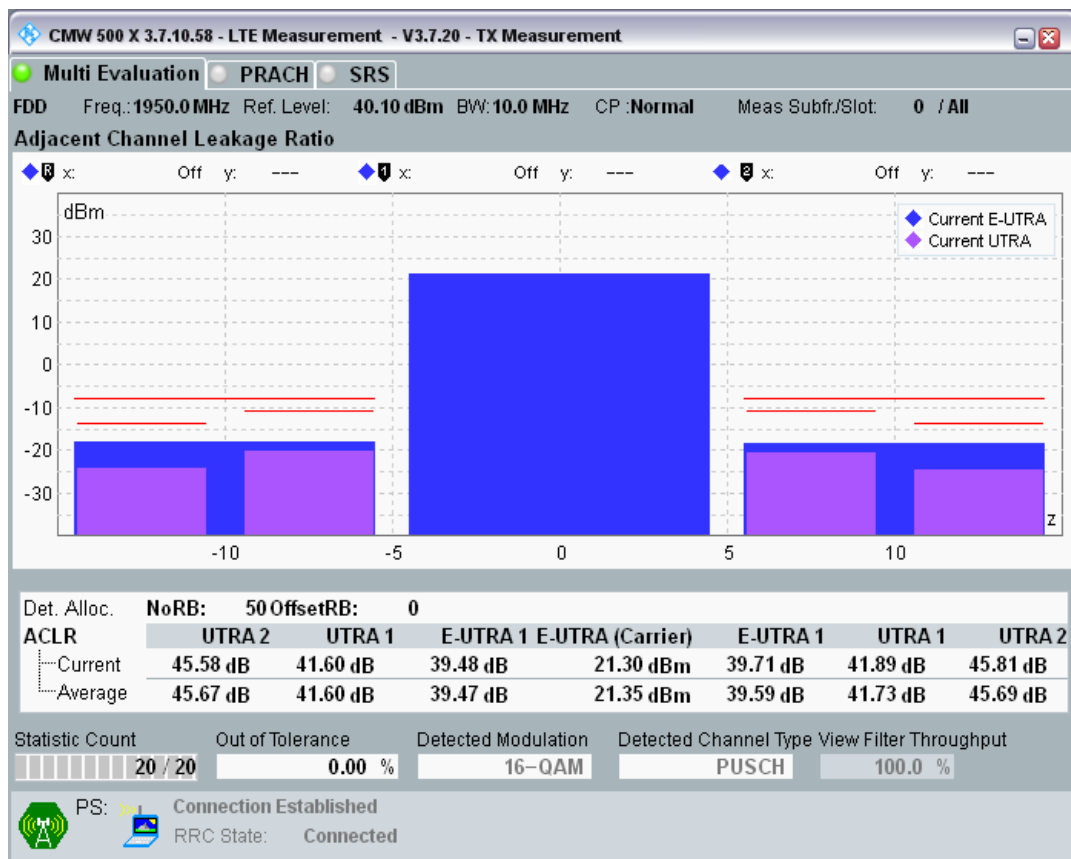 CMW 500 X 3.7.10.58 - LTE Measurement - V3.7.20 - TX Measurement
Multi Evaluation PRACH SRS
FDD Freq.:1950.0 MHz Ref. Level: 40.10 dBm BW: 10.0 MHz CP :Normal Meas Subfr./Slot: 0 / All
Adjacent Channel Leakage Ratio
R x: Off y: --- 1 x: Off y: --- 2 x: Off y: ---
dBm
Current E-UTRA
Current UTRA
30
20
10
0
-10
-20
-30
z
-10 -5 0 5 10
Det. Alloc. NoRB: 50 OffsetRB: 0
ACLR UTRA 2 UTRA 1 E-UTRA 1 E-UTRA (Carrier) E-UTRA 1 UTRA 1 UTRA 2
Current 45.58 dB 41.60 dB 39.48 dB 21.30 dBm 39.71 dB 41.89 dB 45.81 dB
Average 45.67 dB 41.60 dB 39.47 dB 21.35 dBm 39.59 dB 41.73 dB 45.69 dB
Statistic Count Out of Tolerance Detected Modulation Detected Channel Type View Filter Throughput
20 / 20 0.00 % 16-QAM PUSCH 100.0 %
PS: Connection Established
RRC State: Connected